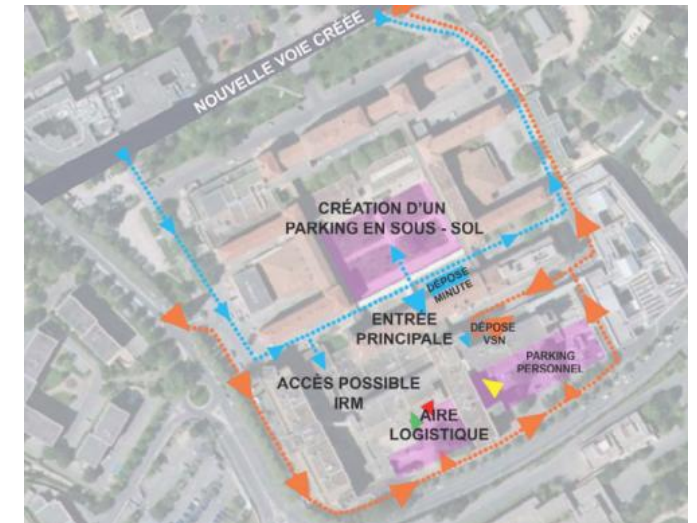 NOUVELLE VOIE CRÉÉE
CRÉATION D'UN
PARKING EN SOUS - SOL
DÉPOSE
MINUTE
ENTRÉE
PRINCIPALE
DÉPOSE
VSN
PARKING
PERSONNEL
ACCÈS POSSIBLE
IRM
AIRE
LOGISTIQUE